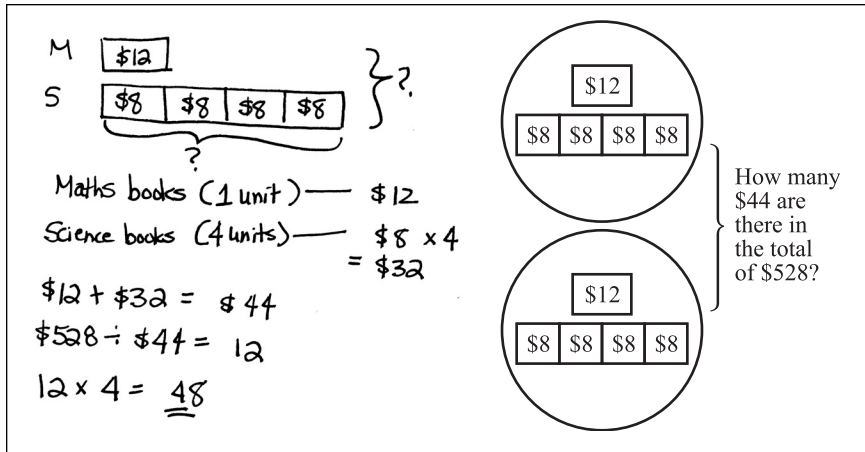 M $12
S $8 $8 $8 $8
?
?
Maths books (1 unit) — $12
Science books (4 units) — $8 × 4
= $32
$12 + $32 = $44
$528 ÷ $44 = 12
12 × 4 = 48
$12
$8 $8 $8 $8
$12
$8 $8 $8 $8
How many
$44 are
there in
the total
of $528?